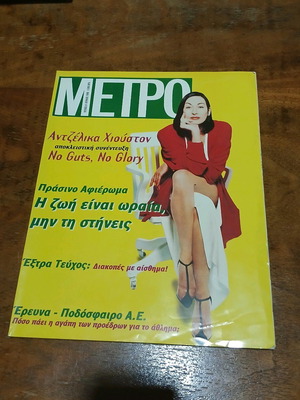 ΜΕΤΡΟ
Αντζέλικα Χιούστον
αποκλειστική συνέντευξη
No Guts, No Glory
Πράσινο Αφιέρωμα
Η ζωή είναι ωραία,
μην τη στήνεις
Έξτρα Τεύχος: Διακοπές με αίσθημα!
Έρευνα - Ποδόσφαιρο Α.Ε.
Πόσο πάει η αγάπη των προέδρων για το άθλημα;